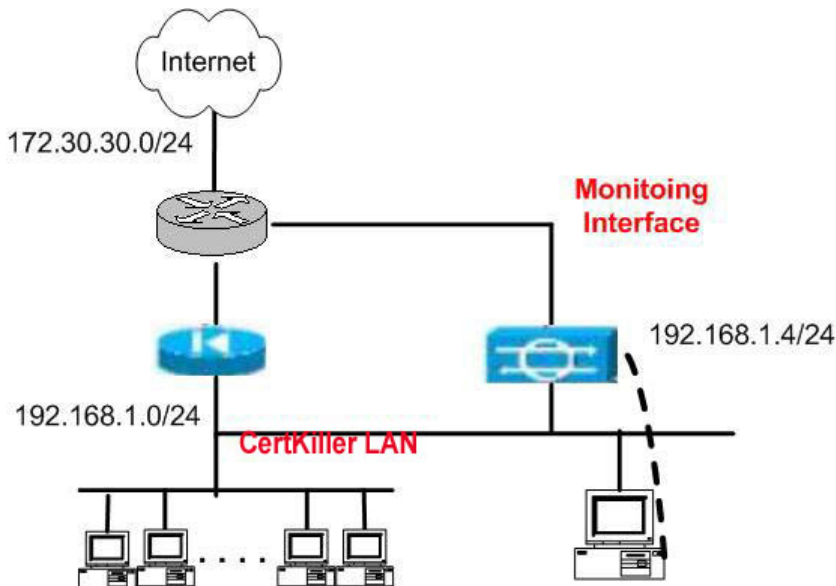 Internet
172.30.30.0/24
Monitoing
Interface
192.168.1.4/24
192.168.1.0/24
CertKiller LAN